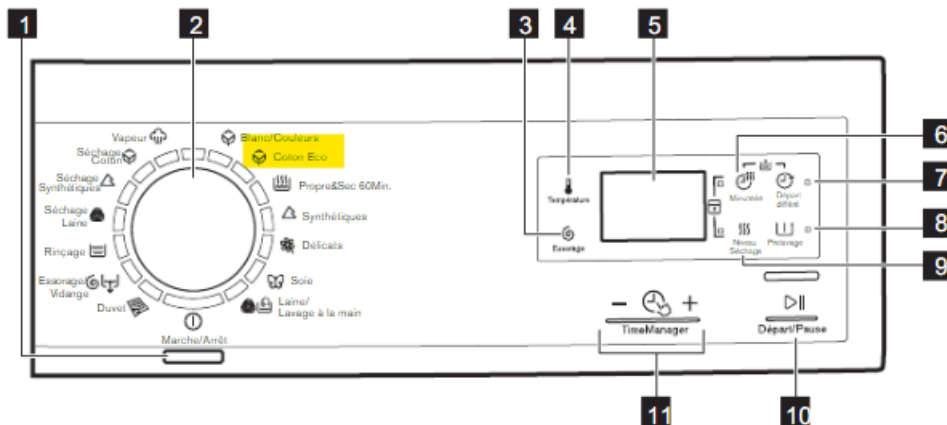 1
2
3
4
5
6
7
8
9
10
11
Vapeur
Séchage
Coton
Séchage
Synthétiques
Séchage
Laine
Rinçage
Essorage/
Vidange
Duvet
Marche/Arrêt
Blanc/Couleurs
Coton Eco
Propre&Sec 60Min.
Synthétiques
Délicats
Soie
Laine/
Lavage à la main
Température
Essorage
Minuterie
Départ
différé
Niveau
Séchage
Prélavage
TimeManager
Départ/Pause